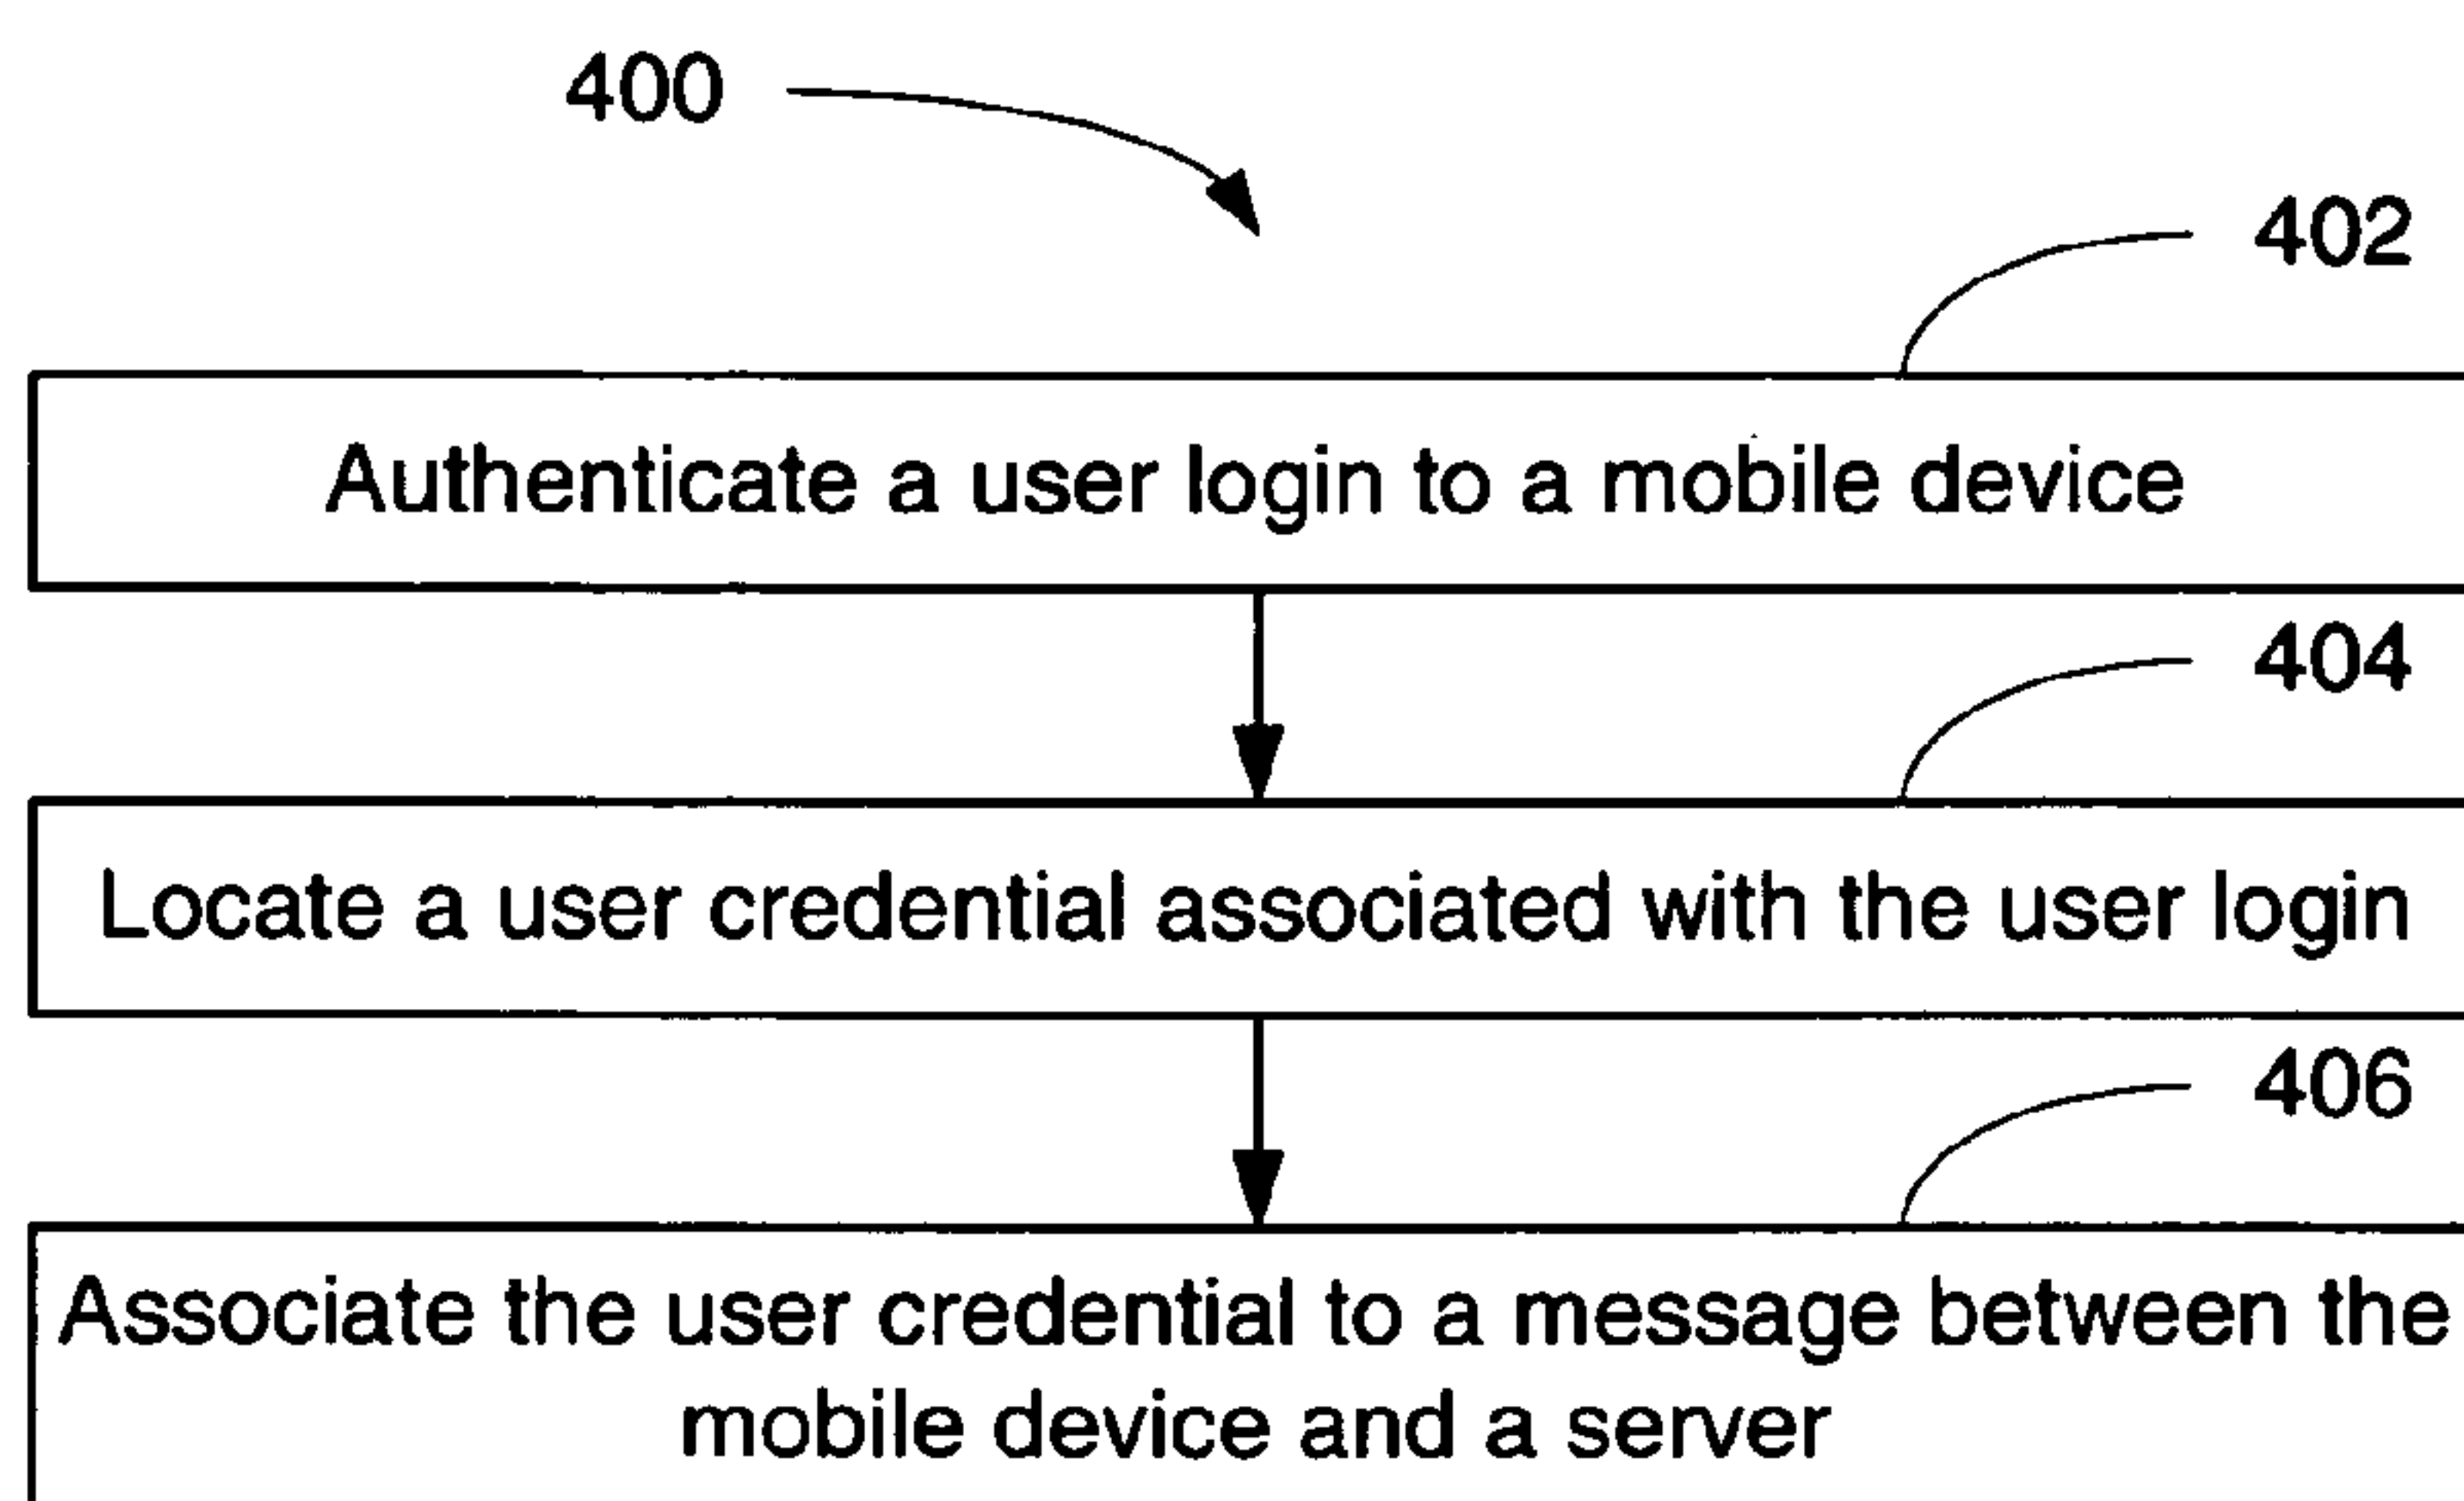 400
402
Authenticate a user login to a mobile device
404
Locate a user credential associated with the user login
406
Associate the user credential to a message between the
mobile device and a server